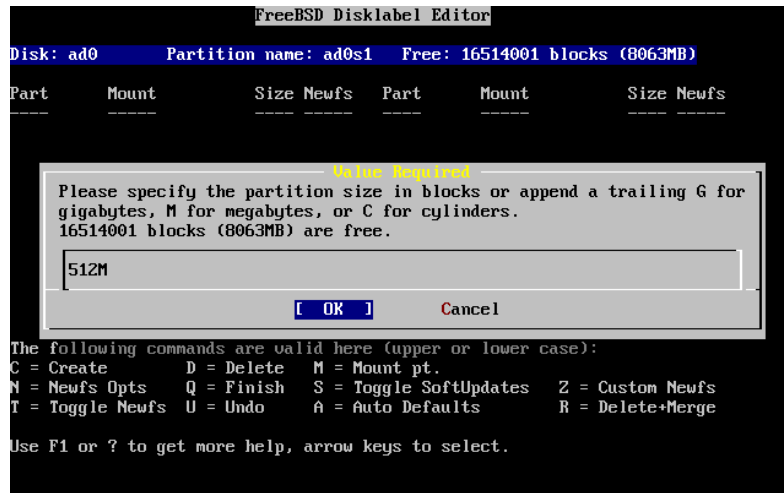 FreeBSD Disklabel Editor
Disk: ad0 Partition name: ad0s1 Free: 16514001 blocks (8063MB)
Part Mount Size Newfs Part Mount Size Newfs
---- ----- ---- ----- ---- ----- ---- -----
Value Required
Please specify the partition size in blocks or append a trailing G for
gigabytes, M for megabytes, or C for cylinders.
16514001 blocks (8063MB) are free.
512M
[ OK ] Cancel
The following commands are valid here (upper or lower case):
C = Create D = Delete M = Mount pt.
N = Newfs Opts Q = Finish S = Toggle SoftUpdates Z = Custom Newfs
T = Toggle Newfs U = Undo A = Auto Defaults R = Delete+Merge
Use F1 or ? to get more help, arrow keys to select.